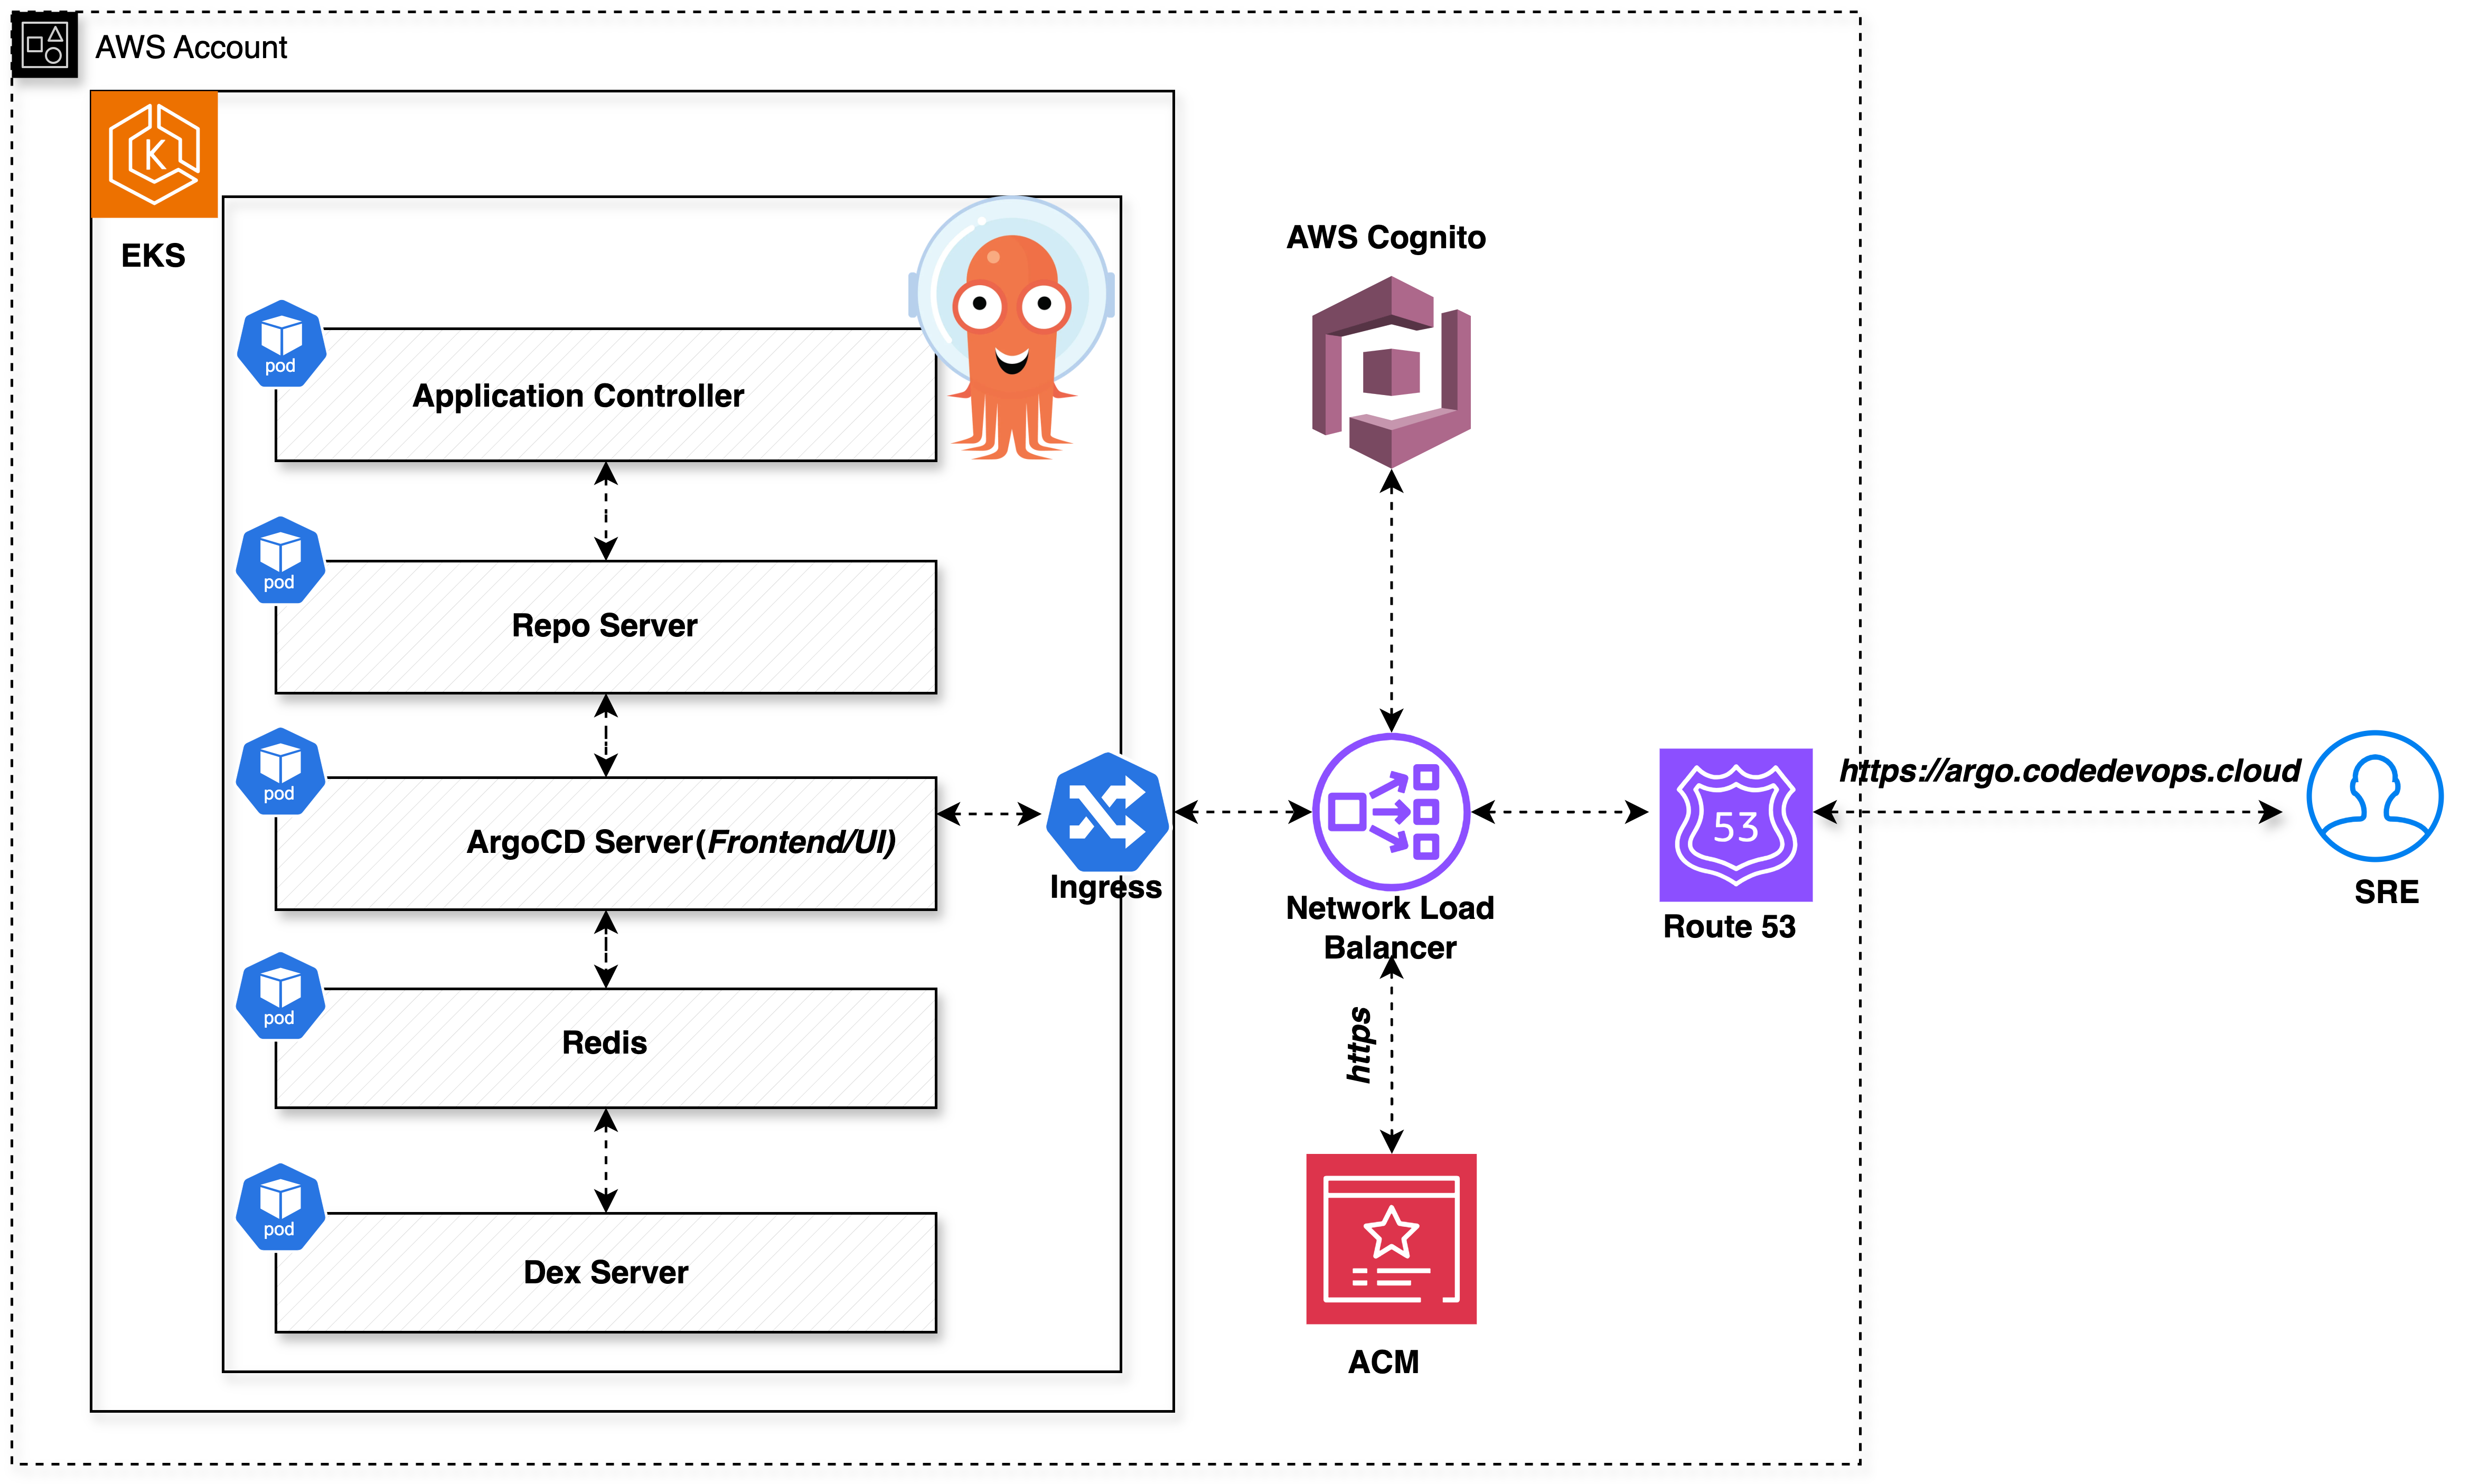 AWS Account
K
EKS
pod
Application Controller
pod
Repo Server
pod
ArgoCD Server(Frontend/UI)
pod
Redis
pod
Dex Server
Ingress
AWS Cognito
Network Load
Balancer
https
ACM
53
Route 53
https://argo.codedevops.cloud
SRE